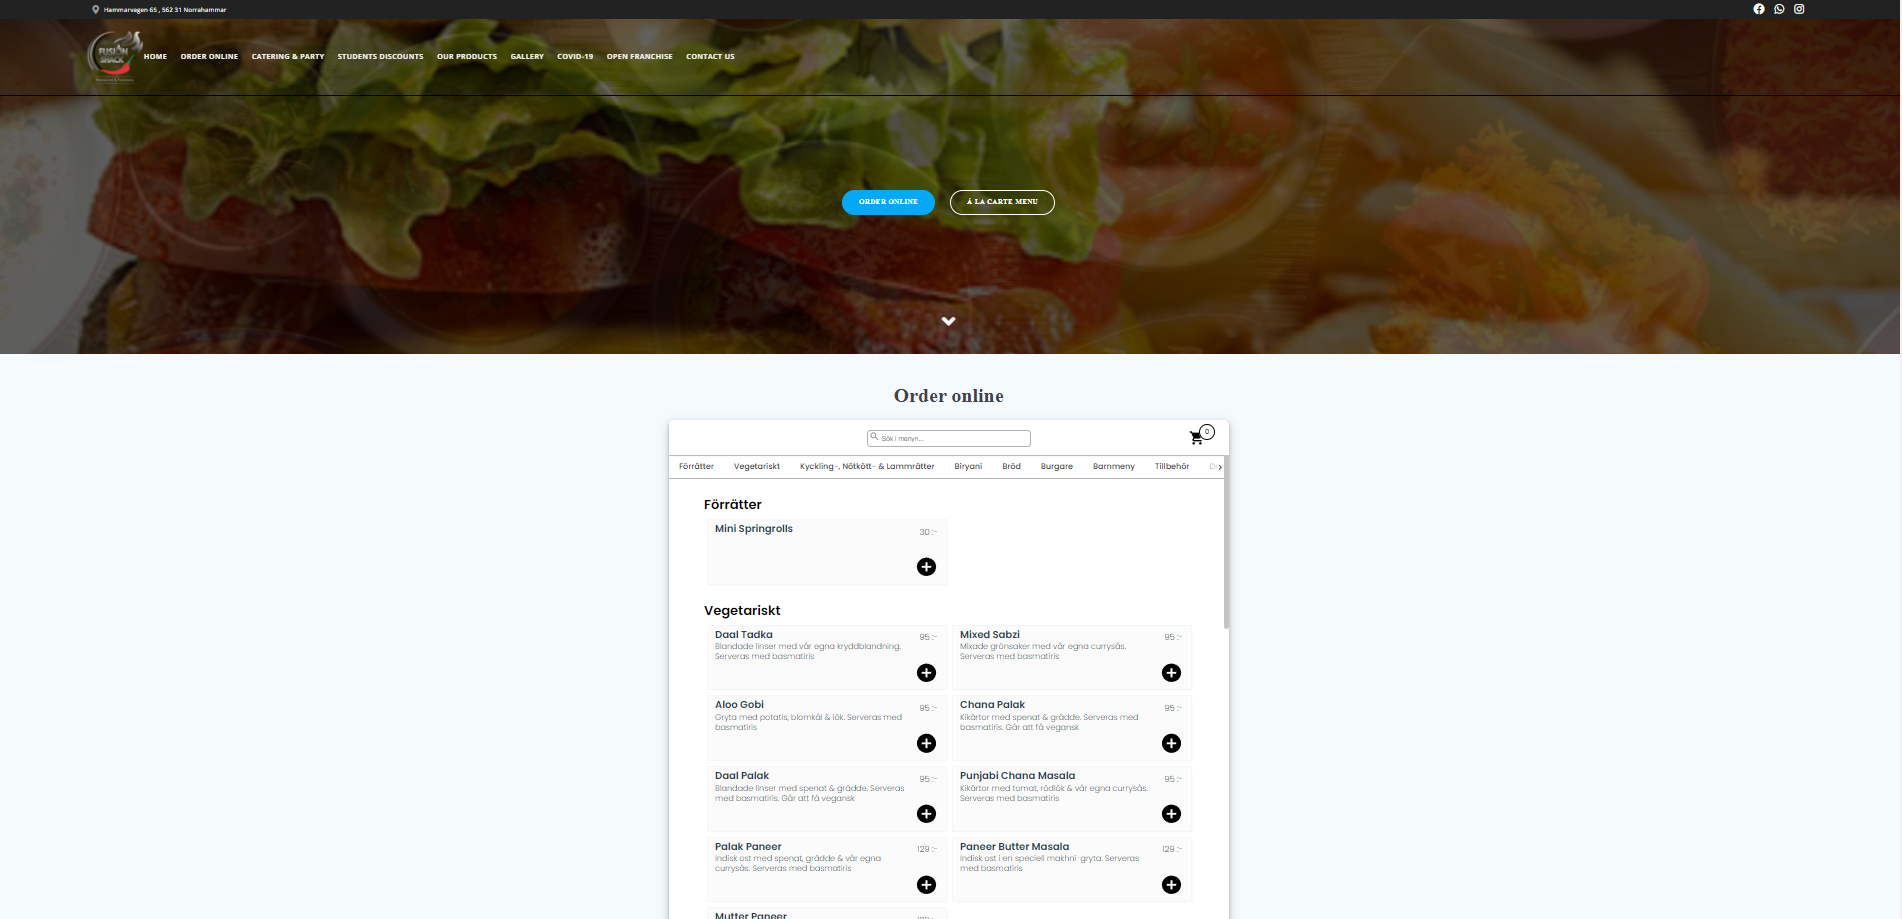 Hammarvagen 65 , 562 31 Norrahammar
FUSION
SHACK
HOME ORDER ONLINE CATERING & PARTY STUDENTS DISCOUNTS OUR PRODUCTS GALLERY COVID-19 OPEN FRANCHISE CONTACT US
ORDER ONLINE Á LA CARTE MENU
Order online
Sök i menyn...
0
Förrätter Vegetariskt Kyckling-, Nötkött- & Lammrätter Biryani Bröd Burgare Barnmeny Tillbehör
Förrätter
Mini Springrolls 30 :-
Vegetariskt
Daal Tadka 95 :-
Blandade linser med vår egna kryddblandning.
Serveras med basmatiris
Mixed Sabzi 95 :-
Mixade grönsaker med vår egna currysås.
Serveras med basmatiris
Aloo Gobi 95 :-
Gryta med potatis, blomkål & lök. Serveras med
basmatiris
Chana Palak 95 :-
Kikärtor med spenat & grädde. Serveras med
basmatiris. Går att få vegansk
Daal Palak 95 :-
Blandade linser med spenat & grädde. Serveras
med basmatiris. Går att få vegansk
Punjabi Chana Masala 95 :-
Kikärtor med tomat, rödlök & vår egna currysås.
Serveras med basmatiris
Palak Paneer 129 :-
Indisk ost med spenat, grädde & vår egna
currysås. Serveras med basmatiris
Paneer Butter Masala 129 :-
Indisk ost i en speciell makhni-gryta. Serveras
med basmatiris
Mutter Paneer